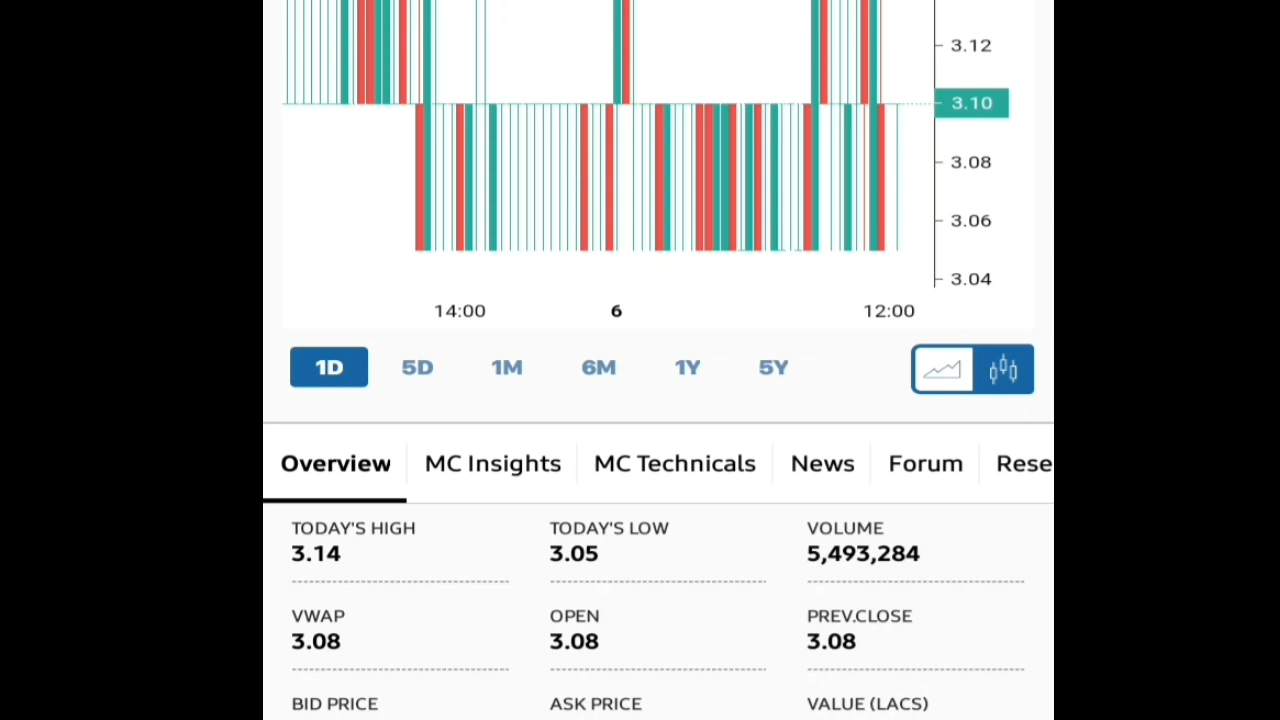 3.12
3.10
3.08
3.06
3.04
14:00 6 12:00
1D 5D 1M 6M 1Y 5Y
Overview MC Insights MC Technicals News Forum Rese
TODAY'S HIGH TODAY'S LOW VOLUME
3.14 3.05 5,493,284
VWAP OPEN PREV.CLOSE
3.08 3.08 3.08
BID PRICE ASK PRICE VALUE (LACS)